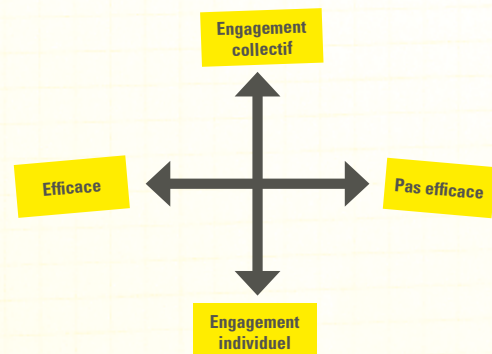 Engagement
collectif
Efficace
Pas efficace
Engagement
individuel